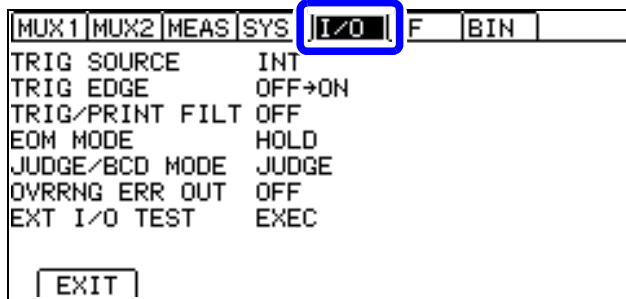 MUX1 MUX2 MEAS SYS I/O F BIN
TRIG SOURCE INT
TRIG EDGE OFF→ON
TRIG/PRINT FILT OFF
EOM MODE HOLD
JUDGE/BCD MODE JUDGE
OVRRNG ERR OUT OFF
EXT I/O TEST EXEC
EXIT